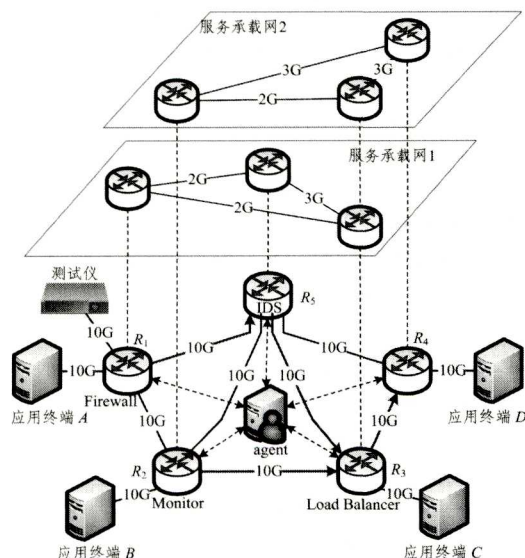 服务承载网2
3G
3G
2G
服务承载网1
2G
3G
2G
测试仪
IDS
R5
10G
R1
10G
10G
R4
10G
10G
10G
10G
应用终端 A
Firewall
应用终端 D
10G
agent
10G
R2
10G
R3
10G
Monitor
Load Balancer
10G
应用终端 B
应用终端 C